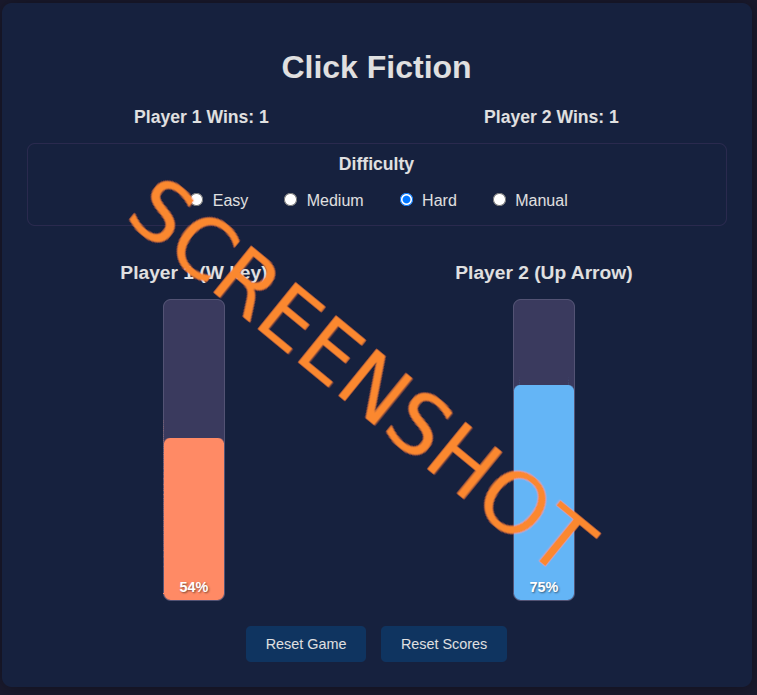 Click Fiction
Player 1 Wins: 1
Player 2 Wins: 1
Difficulty
Easy
Medium
Hard
Manual
Player 1 (W Key)
Player 2 (Up Arrow)
SCREENSHOT
54%
75%
Reset Game
Reset Scores